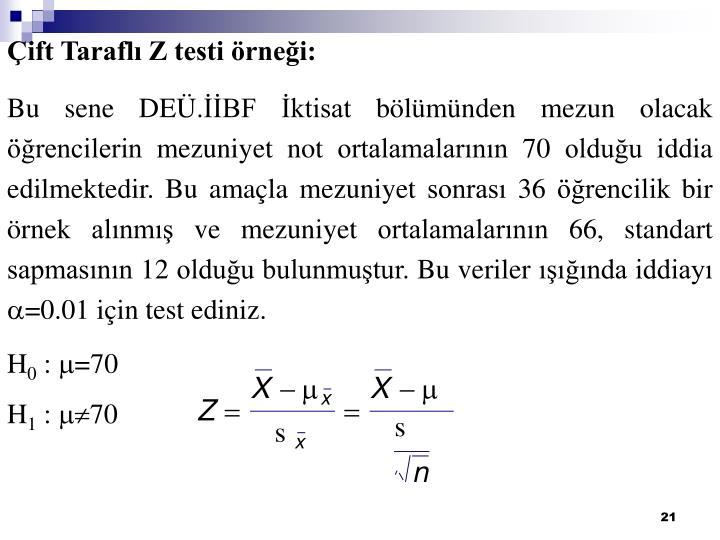 Çift Taraflı Z testi örneği:
Bu sene DEÜ.İİBF İktisat bölümünden mezun olacak
öğrencilerin mezuniyet not ortalamalarının 70 olduğu iddia
edilmektedir. Bu amaçla mezuniyet sonrası 36 öğrencilik bir
örnek alınmış ve mezuniyet ortalamalarının 66, standart
sapmasının 12 olduğu bulunmuştur. Bu veriler ışığında iddiayı
α=0.01 için test ediniz.
H₀ : μ=70
H₁ : μ≠70
Z = (X̅ – μ x̅) / (s x̅) = (X̅ – μ) / (s / √n)
21